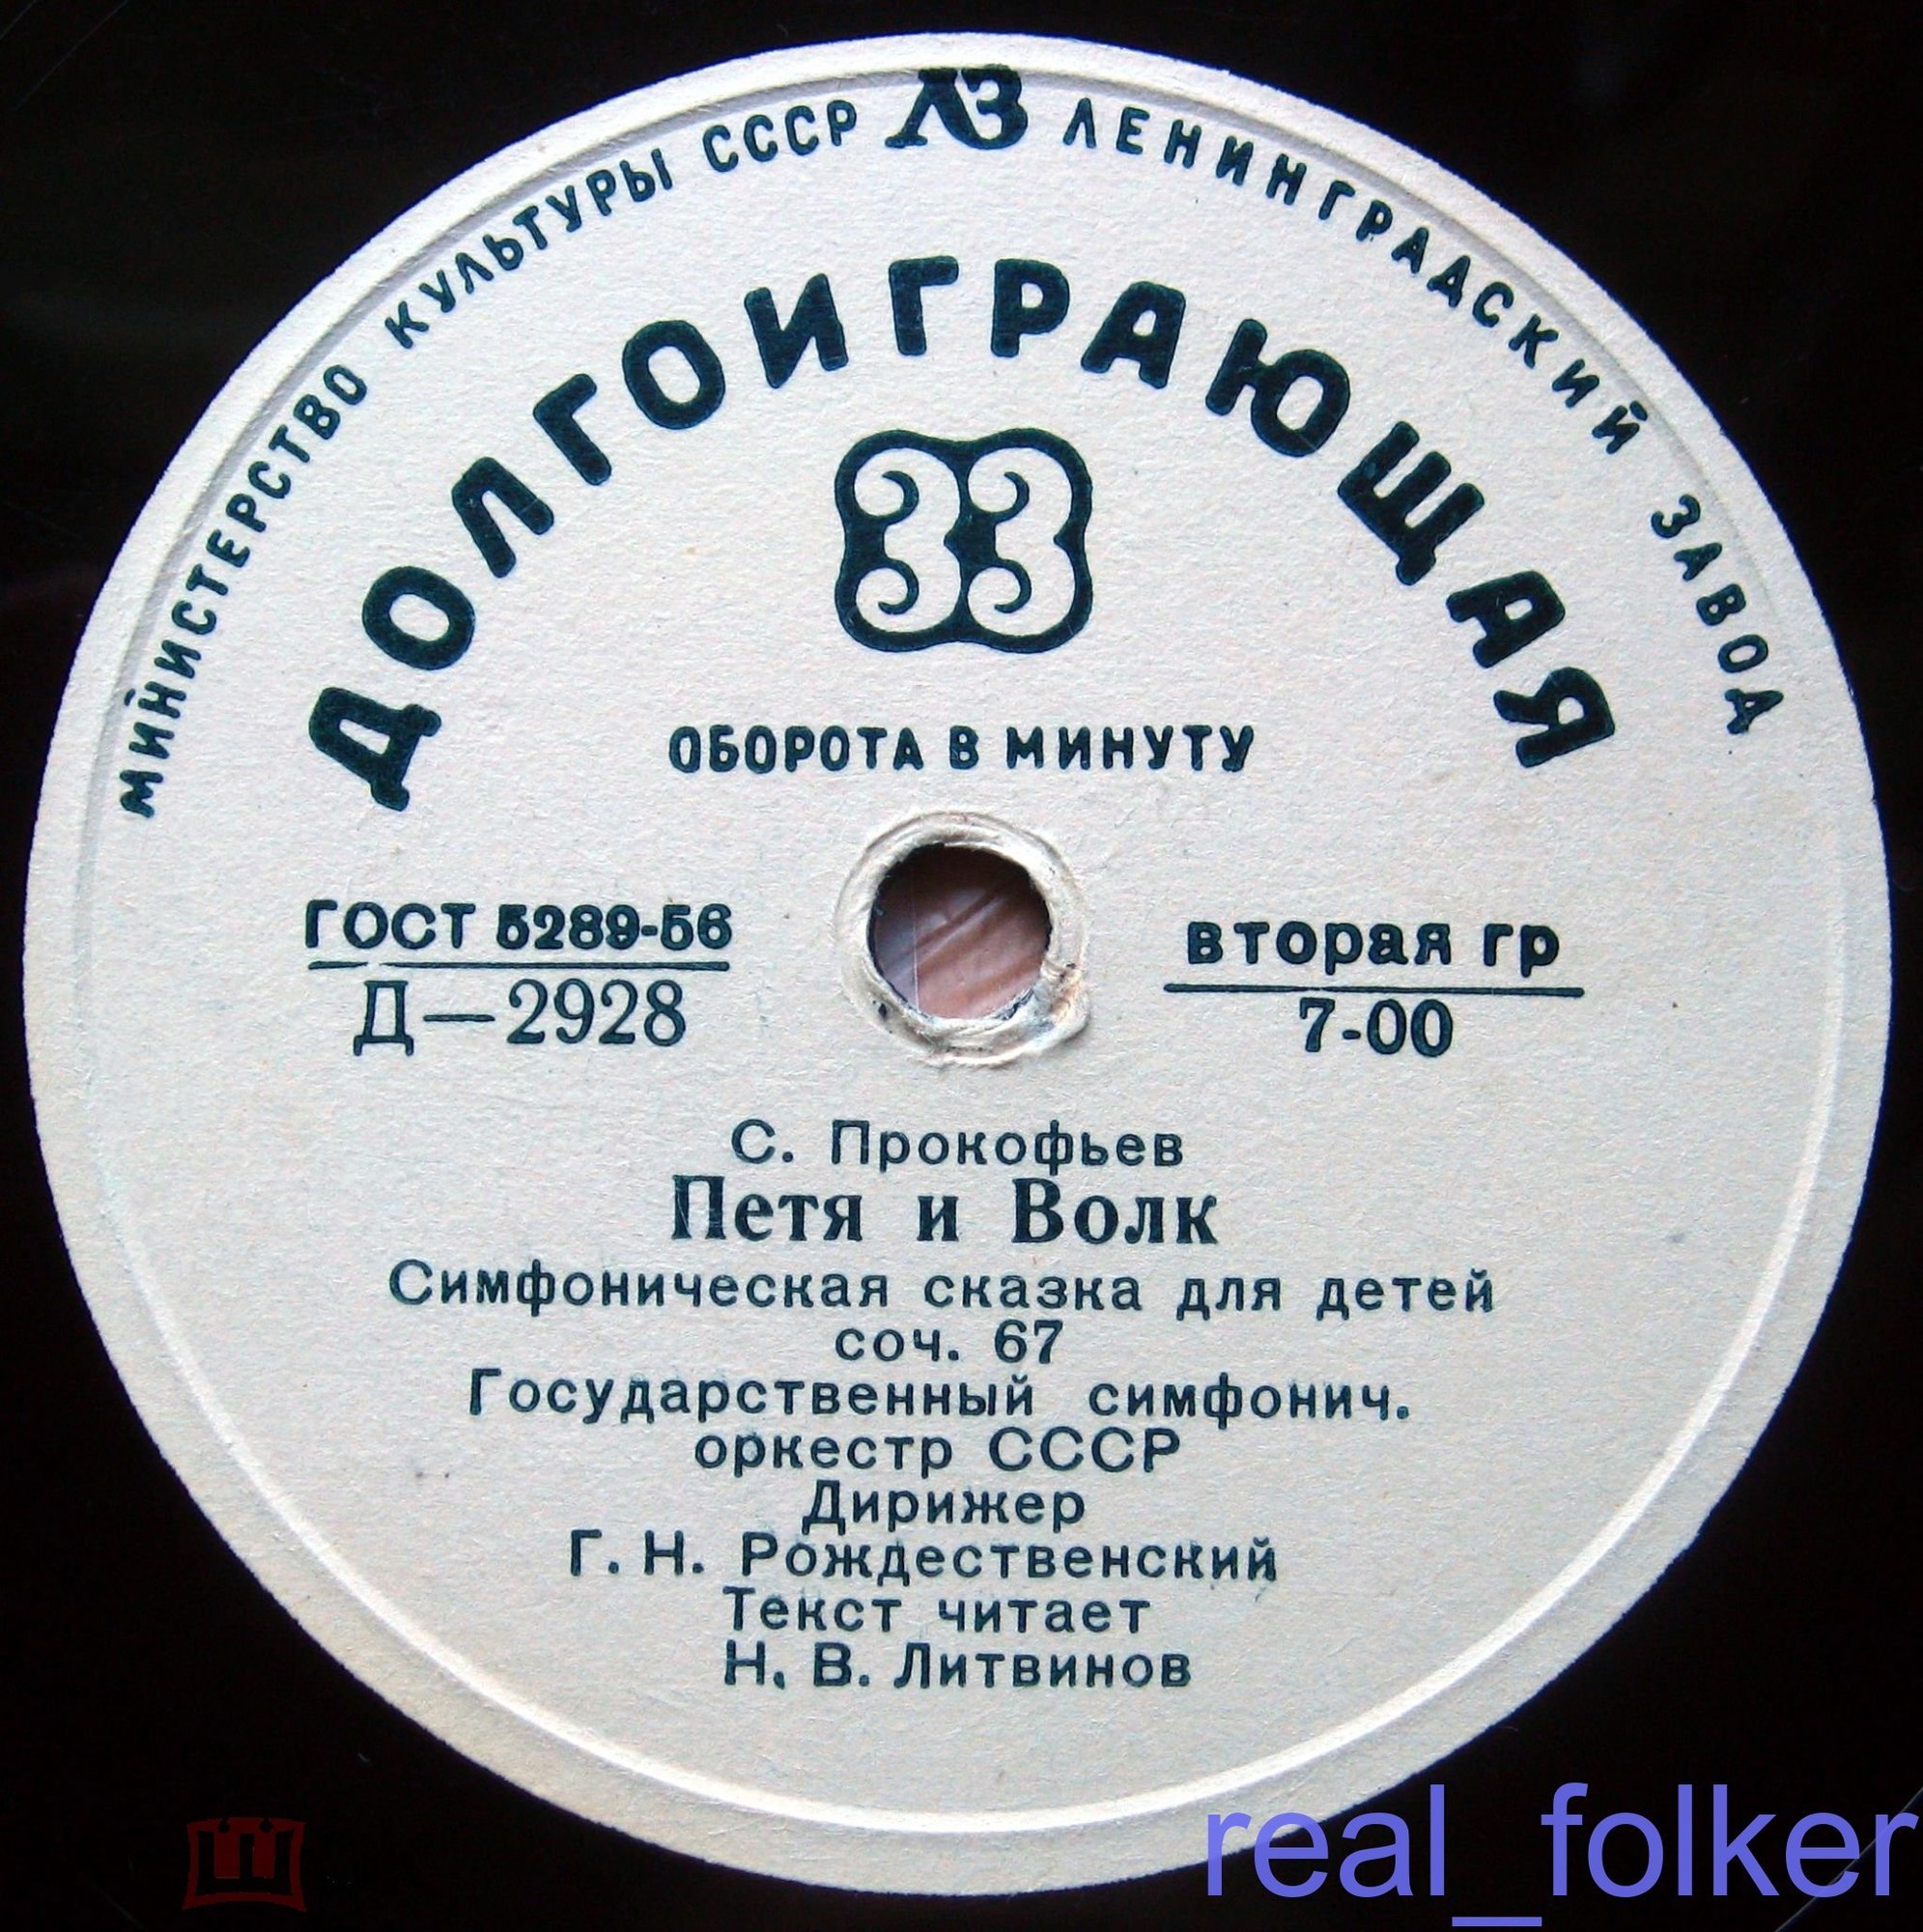 МИНИСТЕРСТВО КУЛЬТУРЫ СССР ЛЗ ЛЕНИНГРАДСКИЙ ЗАВОД
ДОЛГОИГРАЮЩАЯ
33
ОБОРОТА В МИНУТУ
ГОСТ 5289-56
Д—2928
вторая гр
7-00
С. Прокофьев
Петя и Волк
Симфоническая сказка для детей
соч. 67
Государственный симфонич.
оркестр СССР
Дирижер
Г. Н. Рождественский
Текст читает
Н. В. Литвинов
real_folker